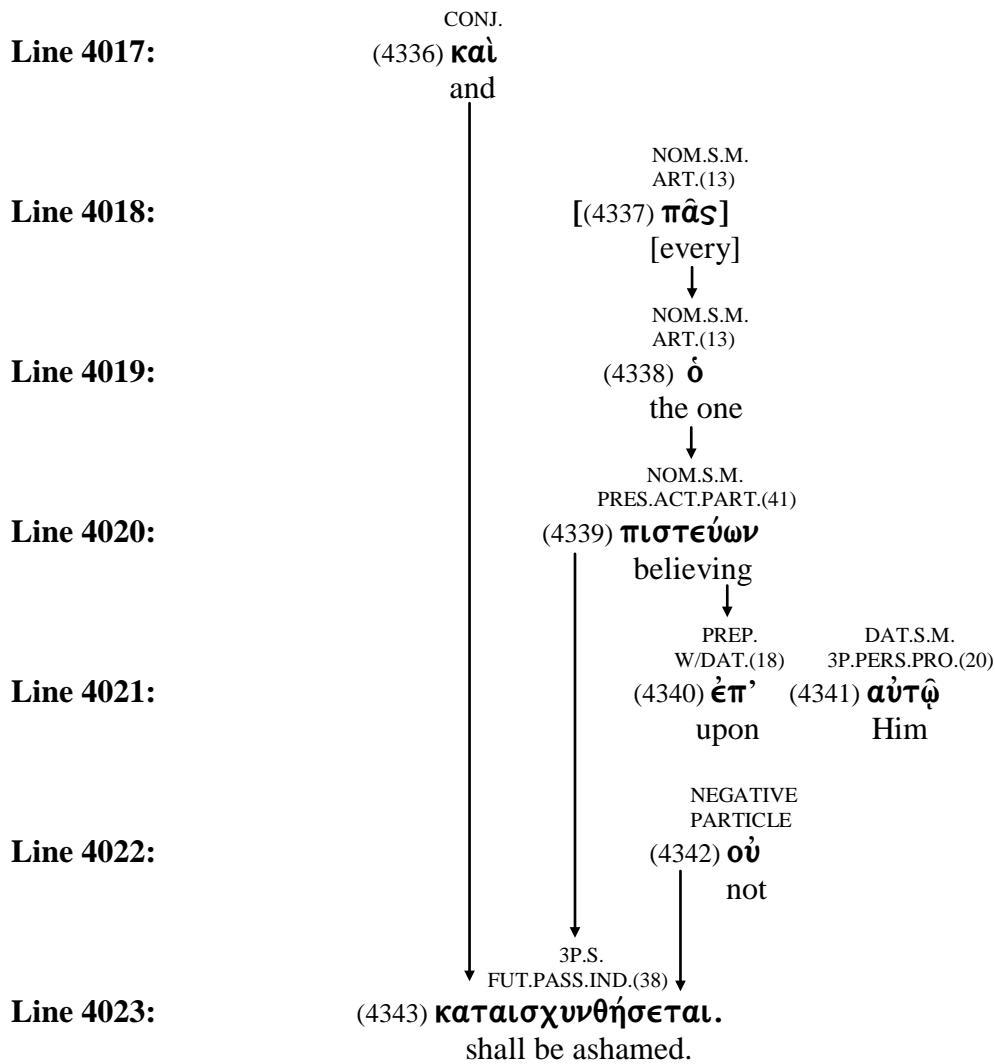 CONJ.
Line 4017: (4336) καὶ
and
NOM.S.M.
ART.(13)
Line 4018: [(4337) πᾶς]
[every]
NOM.S.M.
ART.(13)
Line 4019: (4338) ὁ
the one
NOM.S.M.
PRES.ACT.PART.(41)
Line 4020: (4339) πιστεύων
believing
PREP. DAT.S.M.
W/DAT.(18) 3P.PERS.PRO.(20)
Line 4021: (4340) ἐπ’ (4341) αὐτῷ
upon Him
NEGATIVE
PARTICLE
Line 4022: (4342) οὐ
not
3P.S.
FUT.PASS.IND.(38)
Line 4023: (4343) καταισχυνθήσεται.
shall be ashamed.